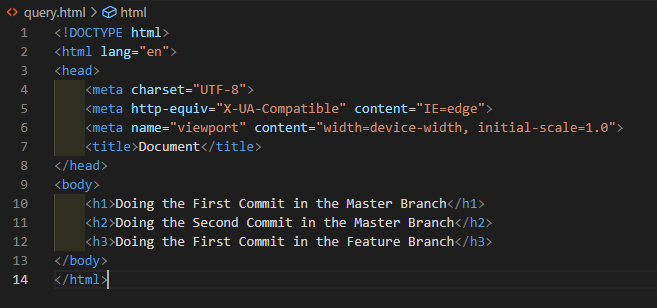 query.html > html
1 <!DOCTYPE html>
2 <html lang="en">
3 <head>
4     <meta charset="UTF-8">
5     <meta http-equiv="X-UA-Compatible" content="IE=edge">
6     <meta name="viewport" content="width=device-width, initial-scale=1.0">
7     <title>Document</title>
8 </head>
9 <body>
10     <h1>Doing the First Commit in the Master Branch</h1>
11     <h2>Doing the Second Commit in the Master Branch</h2>
12     <h3>Doing the First Commit in the Feature Branch</h3>
13 </body>
14 </html>